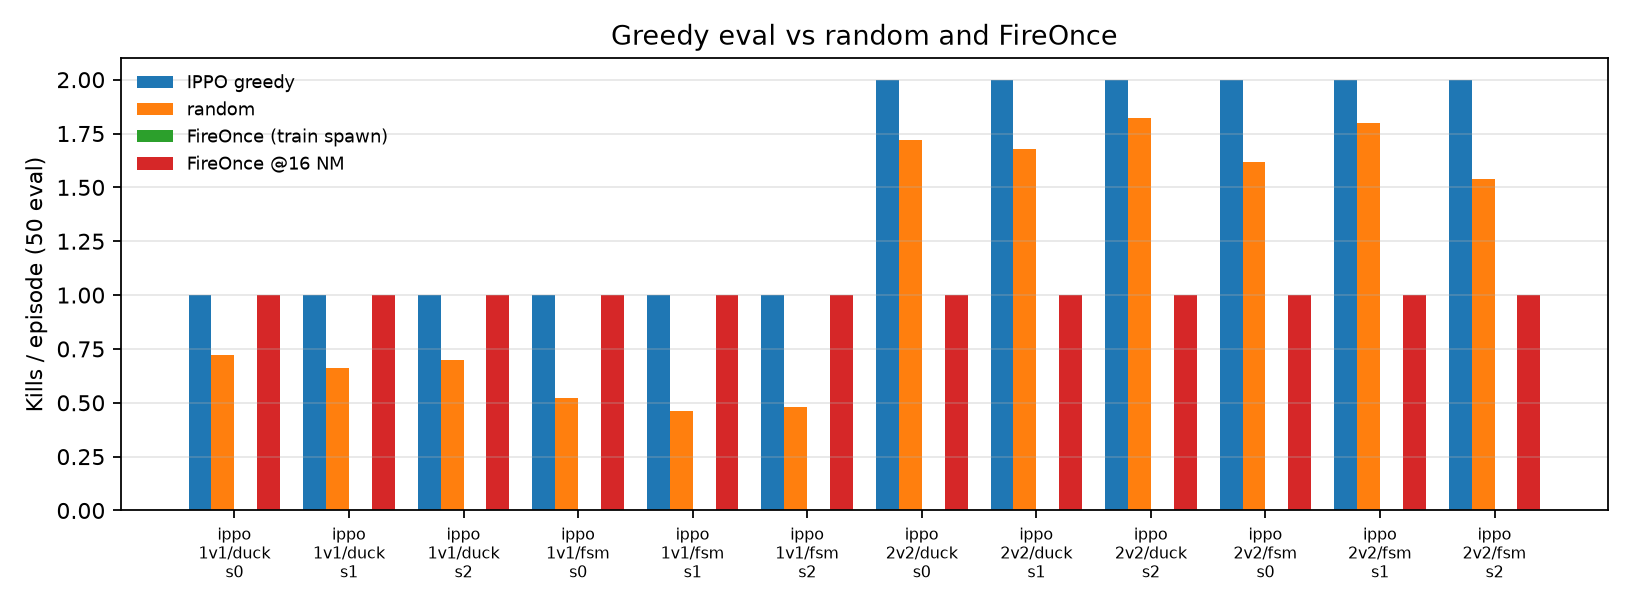 Greedy eval vs random and FireOnce
Kills / episode (50 eval)
2.00
1.75
1.50
1.25
1.00
0.75
0.50
0.25
0.00
IPPO greedy
random
FireOnce (train spawn)
FireOnce @16 NM
ippo
1v1/duck
s0
ippo
1v1/duck
s1
ippo
1v1/duck
s2
ippo
1v1/fsm
s0
ippo
1v1/fsm
s1
ippo
1v1/fsm
s2
ippo
2v2/duck
s0
ippo
2v2/duck
s1
ippo
2v2/duck
s2
ippo
2v2/fsm
s0
ippo
2v2/fsm
s1
ippo
2v2/fsm
s2